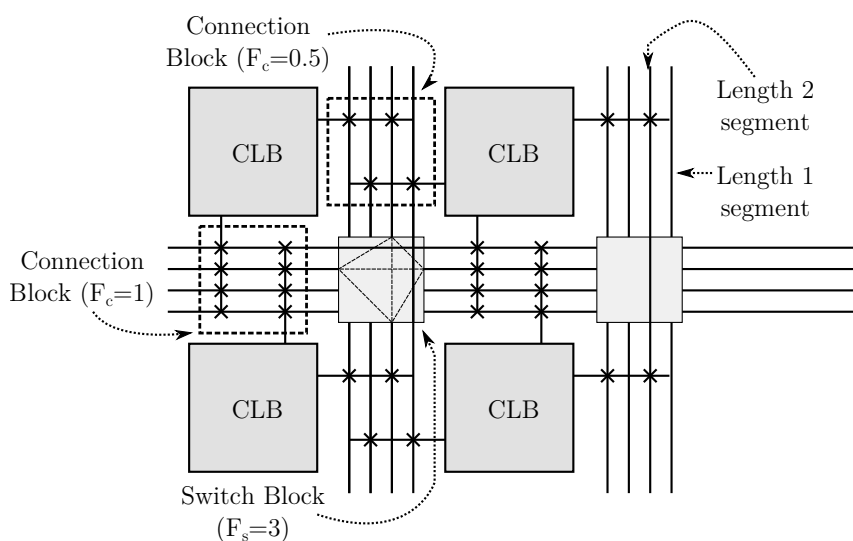 Connection
Block (Fc=0.5)
Length 2
segment
CLB
CLB
Length 1
segment
Connection
Block (Fc=1)
CLB
CLB
Switch Block
(Fs=3)